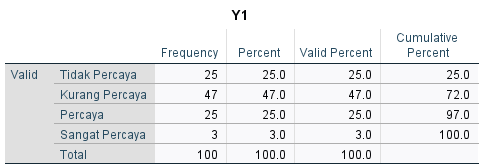 Y1
Frequency Percent Valid Percent Cumulative Percent
Valid Tidak Percaya 25 25.0 25.0 25.0
Kurang Percaya 47 47.0 47.0 72.0
Percaya 25 25.0 25.0 97.0
Sangat Percaya 3 3.0 3.0 100.0
Total 100 100.0 100.0